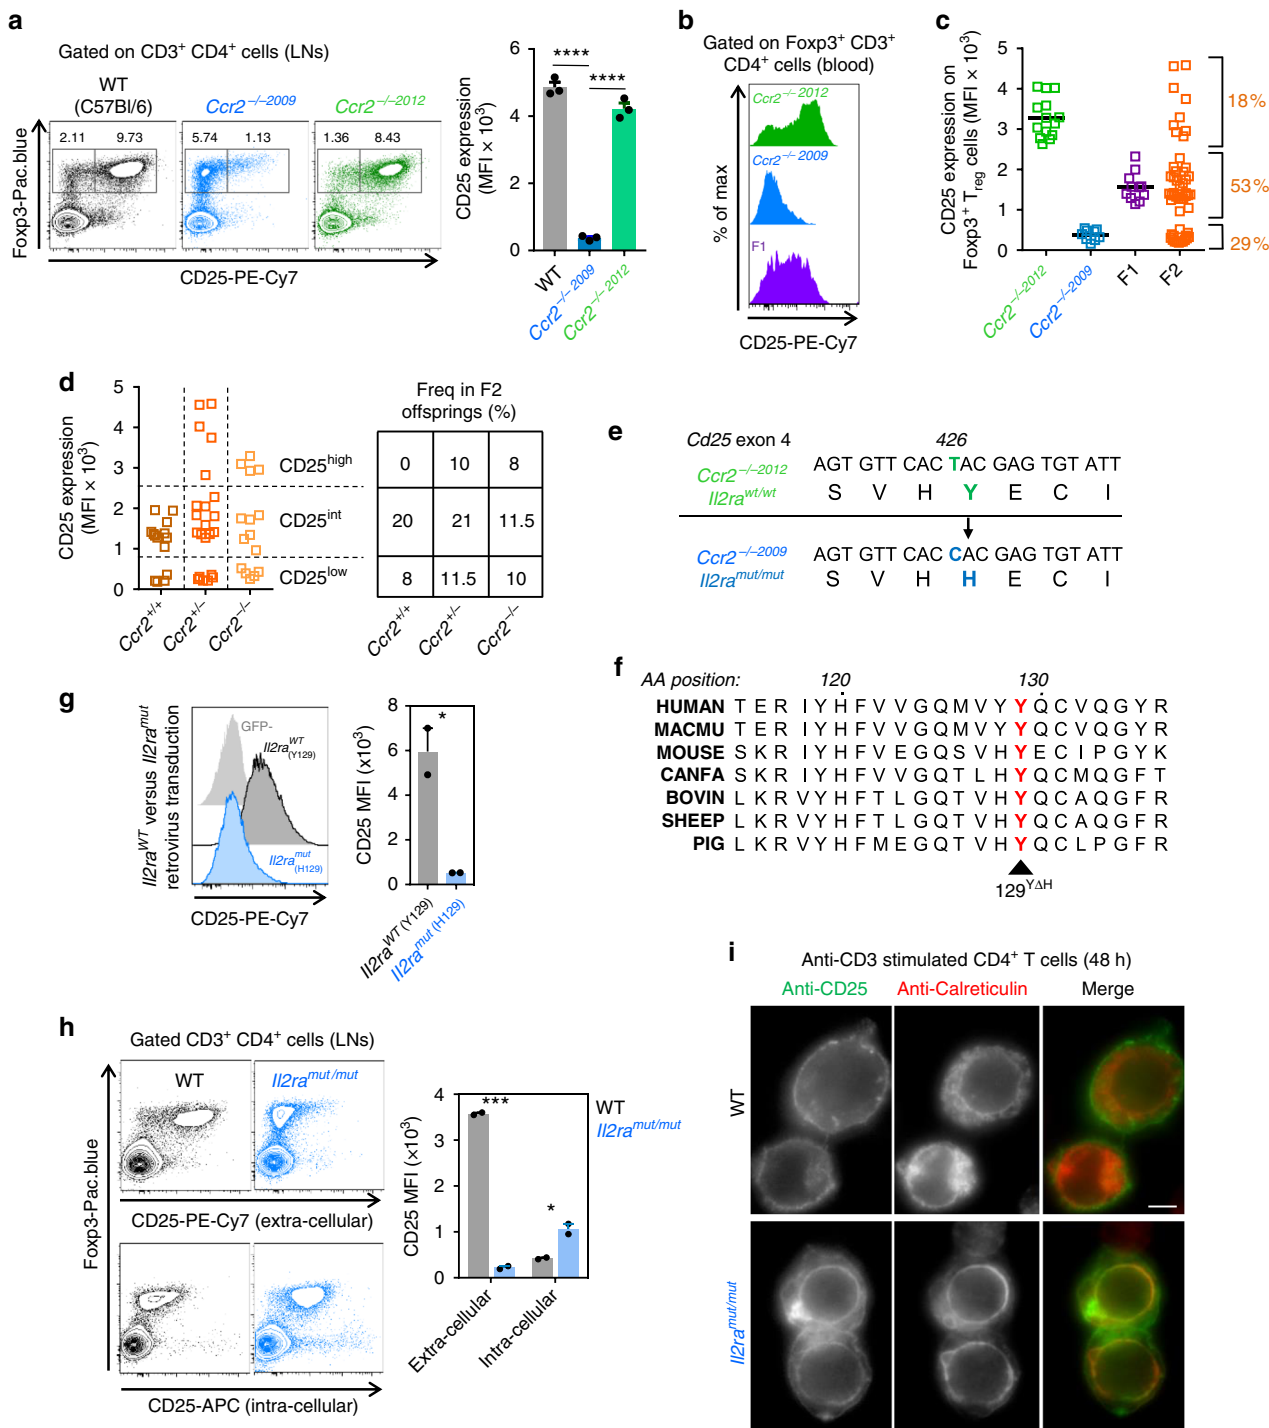 a
Gated on CD3⁺ CD4⁺ cells (LNs)
WT
(C57Bl/6)
Ccr2⁻/⁻²⁰⁰⁹
Ccr2⁻/⁻²⁰¹²
2.11 9.73
5.74 1.13
1.36 8.43
Foxp3-Pac.blue
CD25-PE-Cy7
CD25 expression
(MFI × 10³)
6
4
2
0
****
****
WT
Ccr2⁻/⁻²⁰⁰⁹
Ccr2⁻/⁻²⁰¹²
b
Gated on Foxp3⁺ CD3⁺
CD4⁺ cells (blood)
Ccr2⁻/⁻²⁰¹²
Ccr2⁻/⁻²⁰⁰⁹
F1
% of max
CD25-PE-Cy7
c
CD25 expression on
Foxp3⁺ Treg cells (MFI × 10³)
5
4
3
2
1
0
18%
53%
29%
Ccr2⁻/⁻²⁰¹²
Ccr2⁻/⁻²⁰⁰⁹
F1
F2
d
CD25 expression
(MFI × 10³)
5
4
3
2
1
0
CD25high
CD25int
CD25low
Ccr2⁺/⁺
Ccr2⁺/⁻
Ccr2⁻/⁻
Freq in F2
offsprings (%)
0 10 8
20 21 11.5
8 11.5 10
Ccr2⁺/⁺
Ccr2⁺/⁻
Ccr2⁻/⁻
e
Cd25 exon 4 426
Ccr2⁻/⁻²⁰¹²
Il2rawt/wt
AGT GTT CAC TAC GAG TGT ATT
S V H Y E C I
Ccr2⁻/⁻²⁰⁰⁹
Il2ramut/mut
AGTGTTCAC CAC GAG TGT ATT
S V H H E C I
f
AA position: 120 130
HUMAN T E R I Y H F V V G Q M V Y Y Q C V Q G Y R
MACMU T E R I Y H F V V G Q M V Y Y Q C V Q G Y R
MOUSE S K R I Y H F V E G Q S V H Y E C I P G Y K
CANFA S K R I Y H F V V G Q T L H Y Q C M Q G F T
BOVIN L K R V Y H F T L G Q T V H Y Q C A Q G F R
SHEEP L K R V Y H F T L G Q T V H Y Q C A Q G F R
PIG L K R V Y H F M E G Q T V H Y Q C L P G F R
129YΔH
g
Il2raWT versus Il2ramut
retrovirus transduction
GFP-
Il2raWT
(Y129)
Il2ramut
(H129)
CD25-PE-Cy7
CD25 MFI (x10³)
8
6
4
2
0
*
Il2raWT (Y129)
Il2ramut (H129)
h
Gated CD3⁺ CD4⁺ cells (LNs)
WT
Il2ramut/mut
Foxp3-Pac.blue
CD25-PE-Cy7 (extra-cellular)
CD25-APC (intra-cellular)
CD25 MFI (×10³)
4
3
2
1
0
***
*
WT
Il2ramut/mut
Extra-cellular
Intra-cellular
i
Anti-CD3 stimulated CD4⁺ T cells (48 h)
Anti-CD25 Anti-Calreticulin Merge
WT
Il2ramut/mut